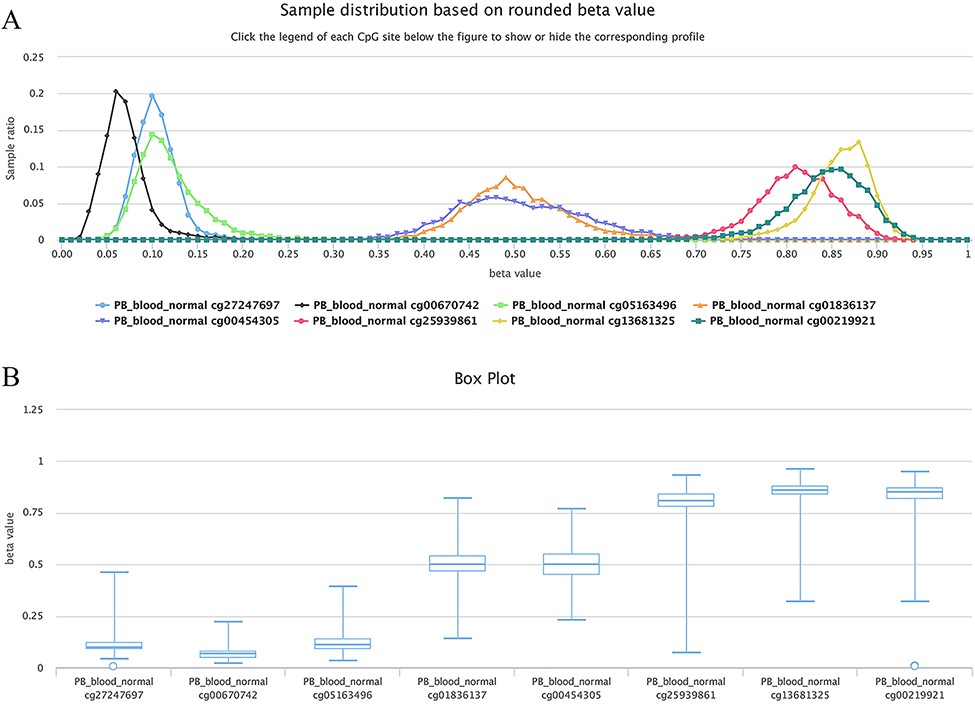 A
Sample distribution based on rounded beta value
Click the legend of each CpG site below the figure to show or hide the corresponding profile
Sample ratio
0.25
0.2
0.15
0.1
0.05
0
0.00 0.05 0.10 0.15 0.20 0.25 0.30 0.35 0.40 0.45 0.50 0.55 0.60 0.65 0.70 0.75 0.80 0.85 0.90 0.95 1
beta value
PB_blood_normal cg27247697 PB_blood_normal cg00670742 PB_blood_normal cg05163496 PB_blood_normal cg01836137
PB_blood_normal cg00454305 PB_blood_normal cg25939861 PB_blood_normal cg13681325 PB_blood_normal cg00219921
B
Box Plot
beta value
1.25
1
0.75
0.5
0.25
0
PB_blood_normal PB_blood_normal PB_blood_normal PB_blood_normal PB_blood_normal PB_blood_normal PB_blood_normal PB_blood_normal
cg27247697 cg00670742 cg05163496 cg01836137 cg00454305 cg25939861 cg13681325 cg00219921